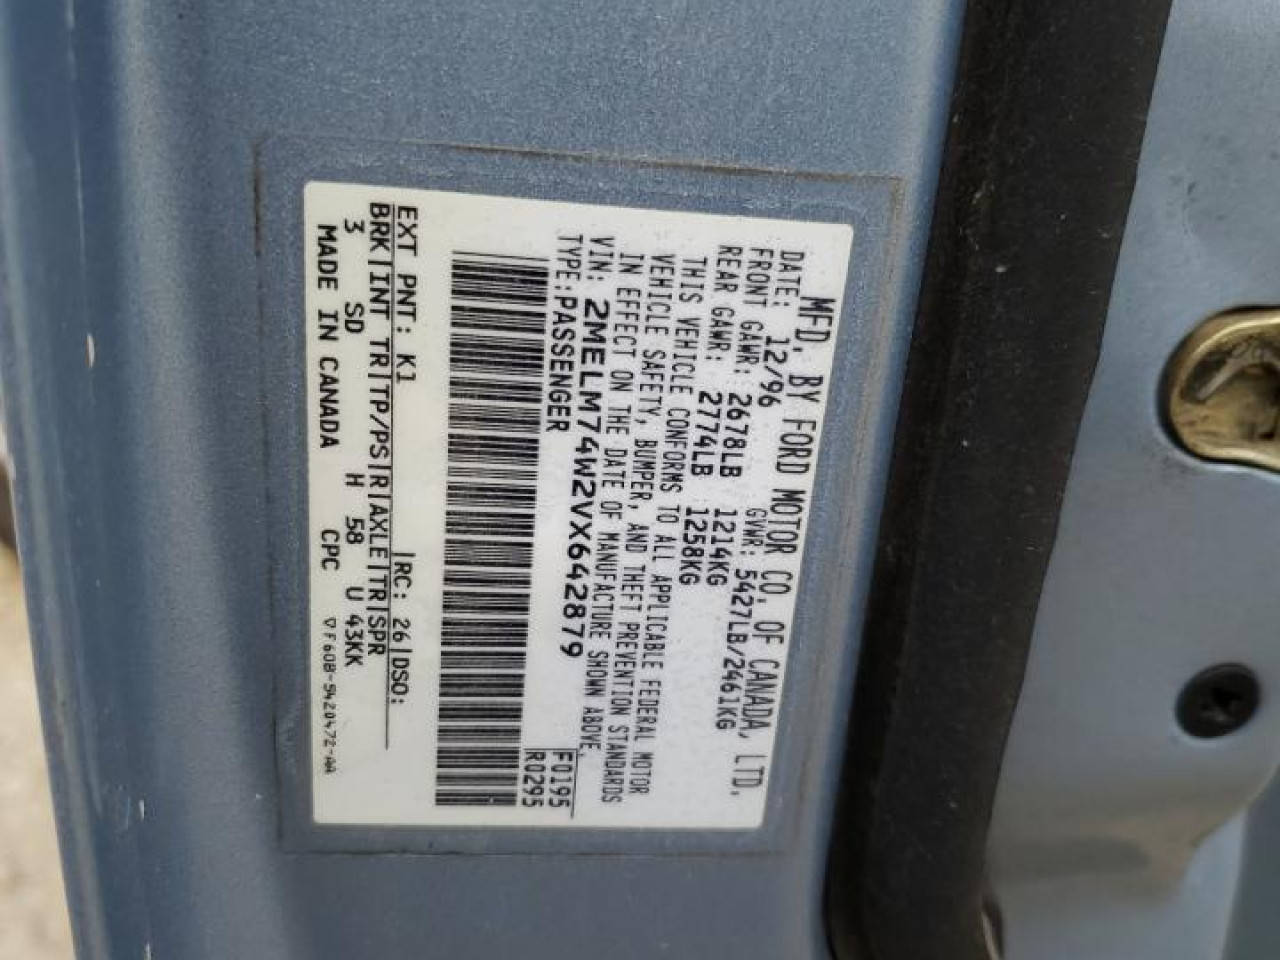 MFD. BY FORD MOTOR CO. OF CANADA, LTD.
DATE: 12/96 GVWR: 5427LB/2461KG
FRONT GAWR: 2678LB 1214KG
REAR GAWR: 2774LB 1258KG
THIS VEHICLE CONFORMS TO ALL APPLICABLE FEDERAL MOTOR
VEHICLE SAFETY, BUMPER, AND THEFT PREVENTION STANDARDS
IN EFFECT ON THE DATE OF MANUFACTURE SHOWN ABOVE.
VIN: 2MELM74W2VX642879
TYPE: PASSENGER
F0195
R0295
EXT PNT: K1 |RC: 26|DSO:
BRK|INT TR|TP/PS|R|AXLE|TR|SPR
3 SD H 58 U 43KK
MADE IN CANADA CPC ▽F60B-5420472-AA